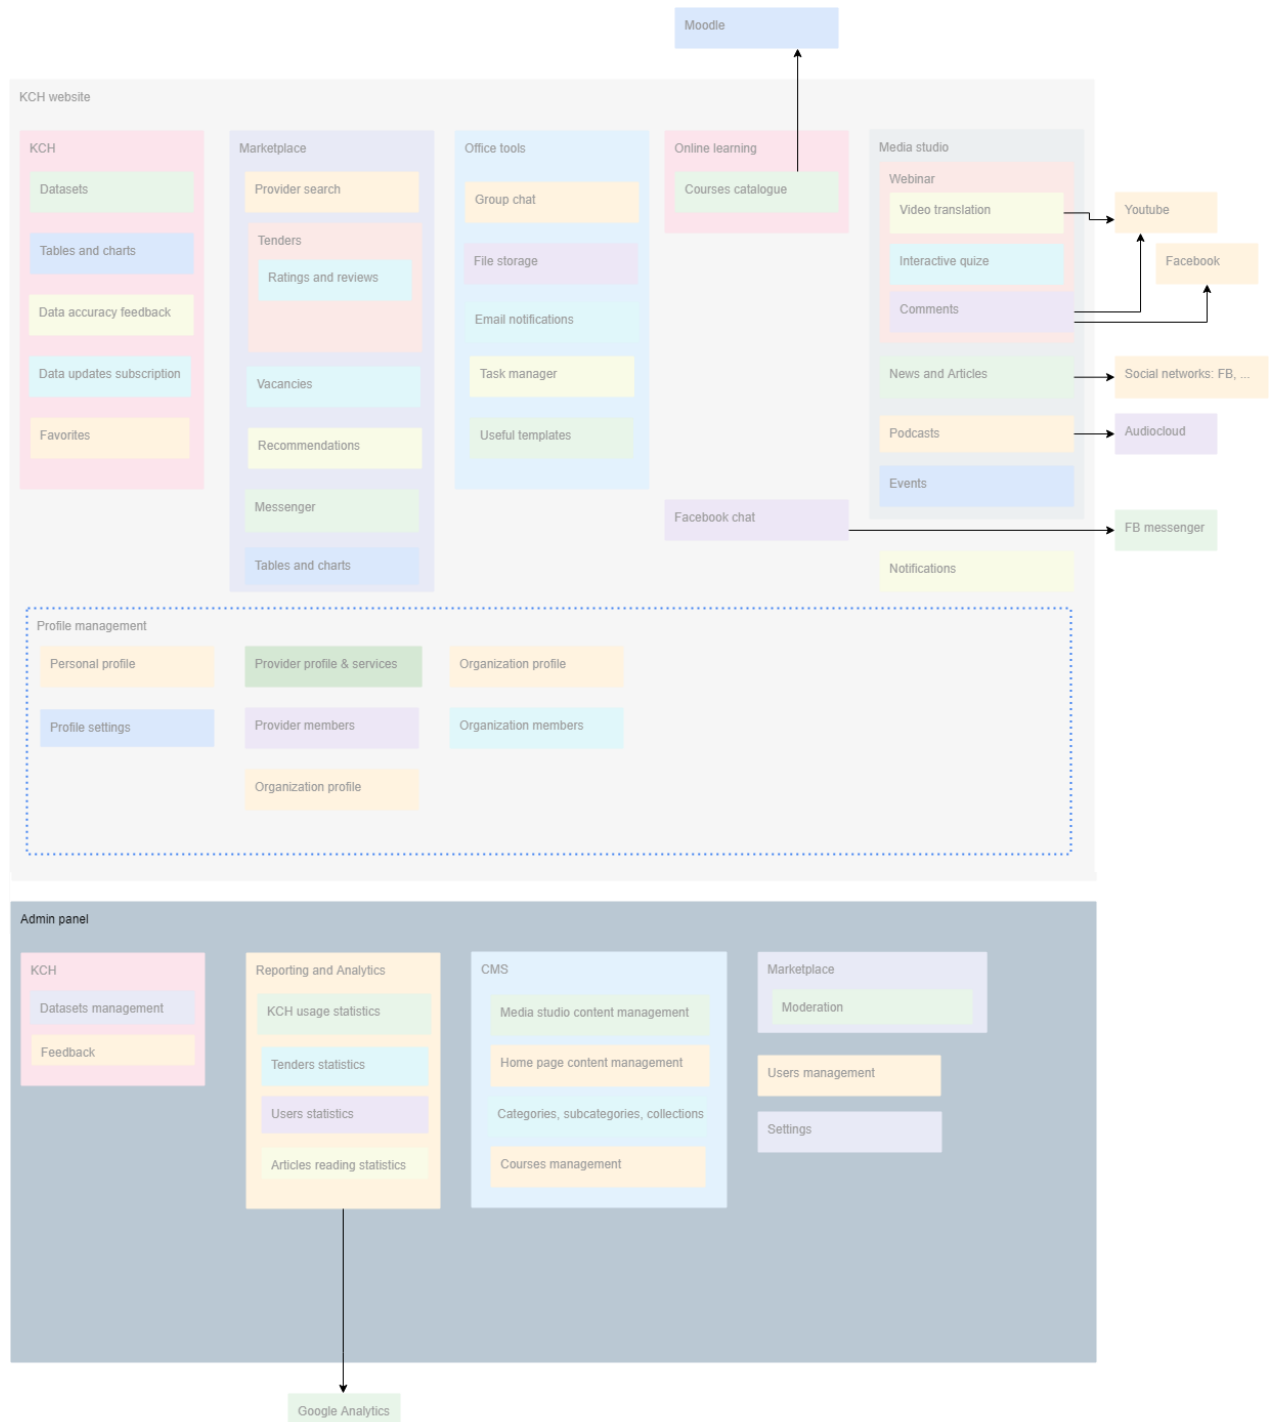 Moodle
KCH website
KCH
Datasets
Tables and charts
Data accuracy feedback
Data updates subscription
Favorites
Marketplace
Provider search
Tenders
Ratings and reviews
Vacancies
Recommendations
Messenger
Tables and charts
Office tools
Group chat
File storage
Email notifications
Task manager
Useful templates
Online learning
Courses catalogue
Facebook chat
Media studio
Webinar
Video translation
Interactive quize
Comments
News and Articles
Podcasts
Events
Notifications
Youtube
Facebook
Social networks: FB, ...
Audiocloud
FB messenger
Profile management
Personal profile
Profile settings
Provider profile & services
Provider members
Organization profile
Organization profile
Organization members
Admin panel
KCH
Datasets management
Feedback
Reporting and Analytics
KCH usage statistics
Tenders statistics
Users statistics
Articles reading statistics
CMS
Media studio content management
Home page content management
Categories, subcategories, collections
Courses management
Marketplace
Moderation
Users management
Settings
Google Analytics